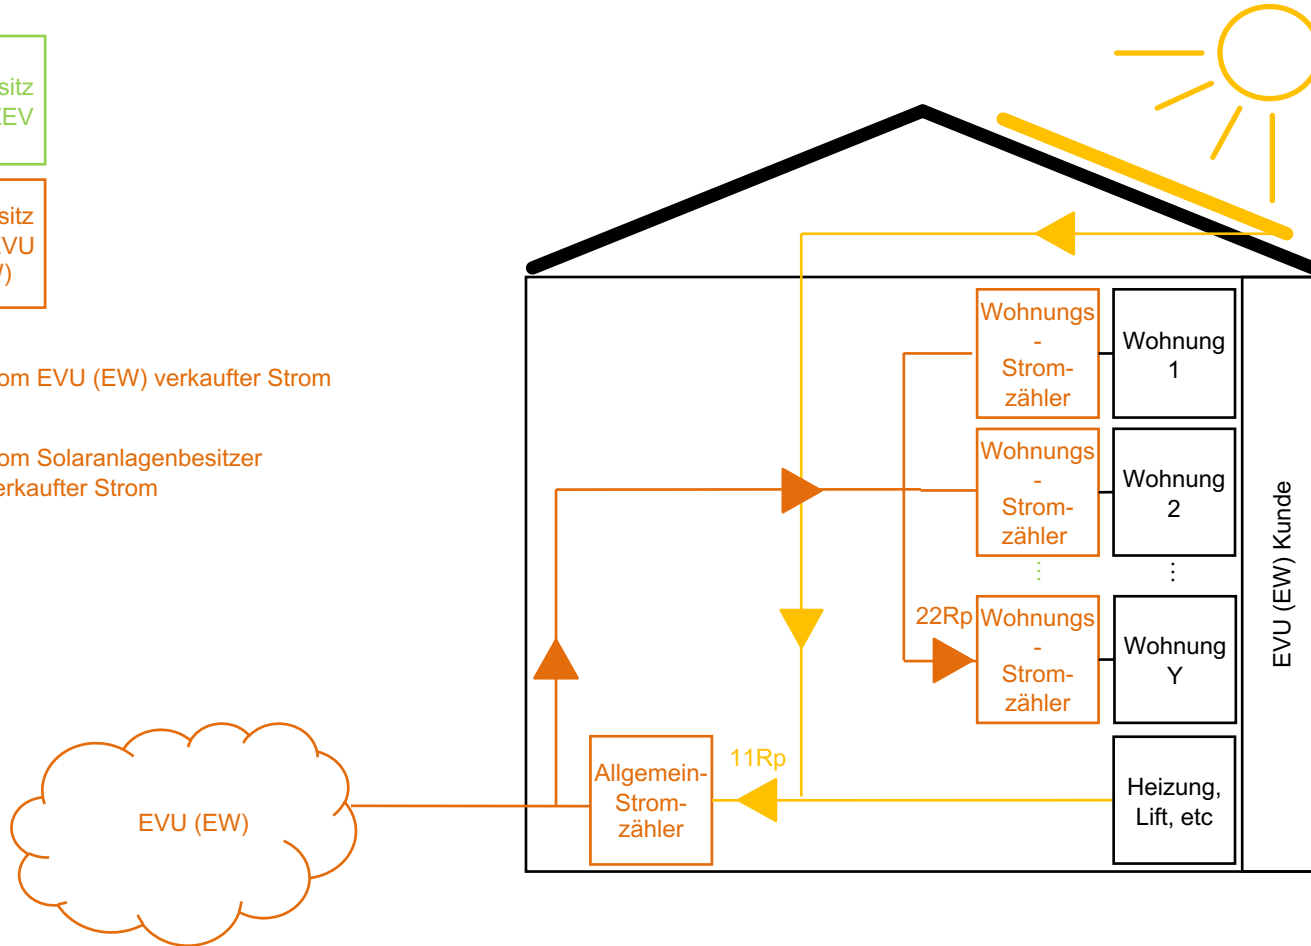 sitz
EV
sitz
VU
)
om EVU (EW) verkaufter Strom
om Solaranlagenbesitzer
erkaufter Strom
Wohnungs
-
Strom-
zähler
Wohnung
1
Wohnungs
-
Strom-
zähler
Wohnung
2
...
...
22Rp
Wohnungs
-
Strom-
zähler
Wohnung
Y
EVU (EW) Kunde
11Rp
Allgemein-
Strom-
zähler
Heizung,
Lift, etc
EVU (EW)